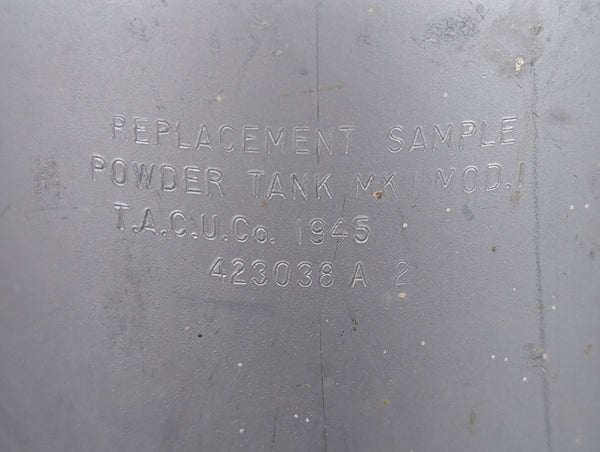 REPLACEMENT SAMPLE
POWDER TANK MK.I MOD.I
T.A.C.U.Co. 1945
423038 A 2